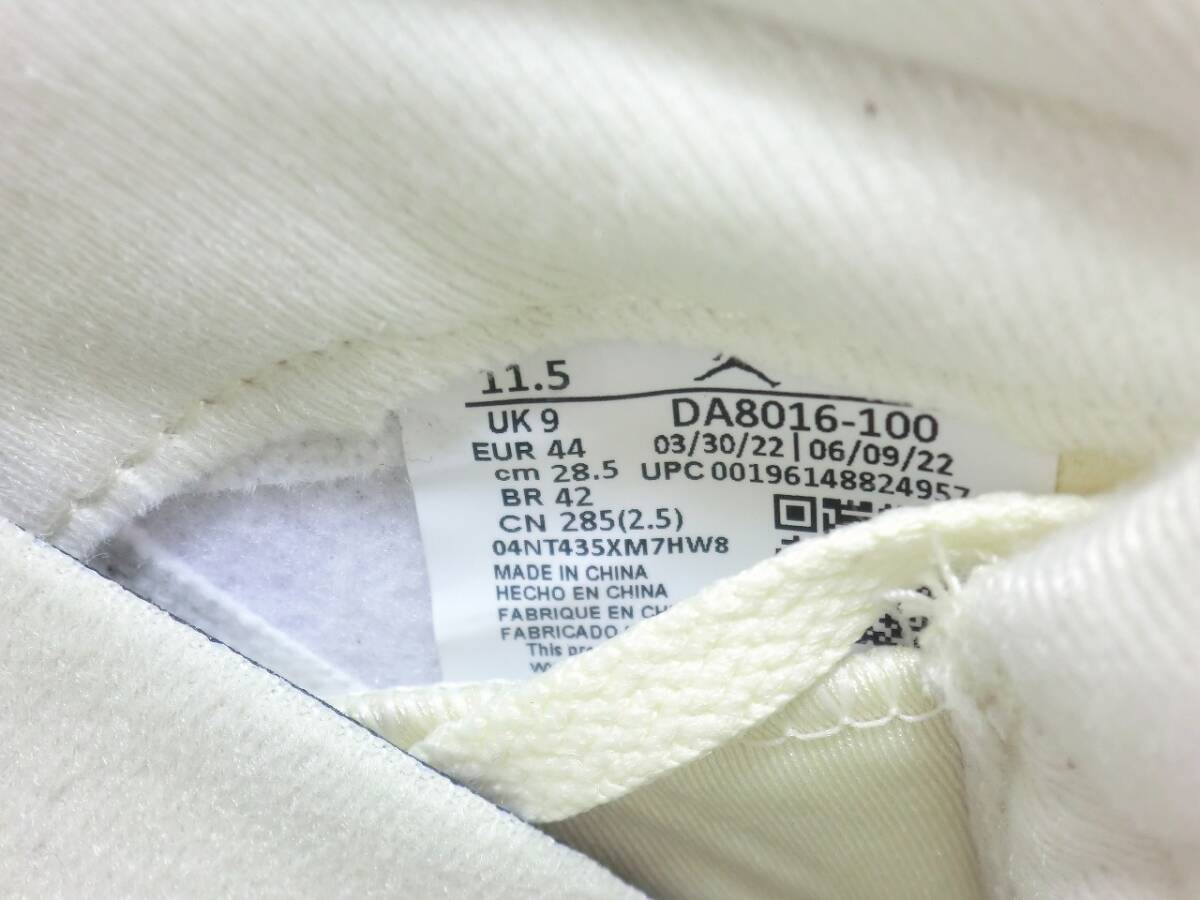 11.5
UK 9 DA8016-100
EUR 44 03/30/22 | 06/09/22
cm 28.5 UPC 00196148824957
BR 42
CN 285(2.5)
04NT435XM7HW8
MADE IN CHINA
HECHO EN CHINA
FABRIQUE EN
FABRICADO
This